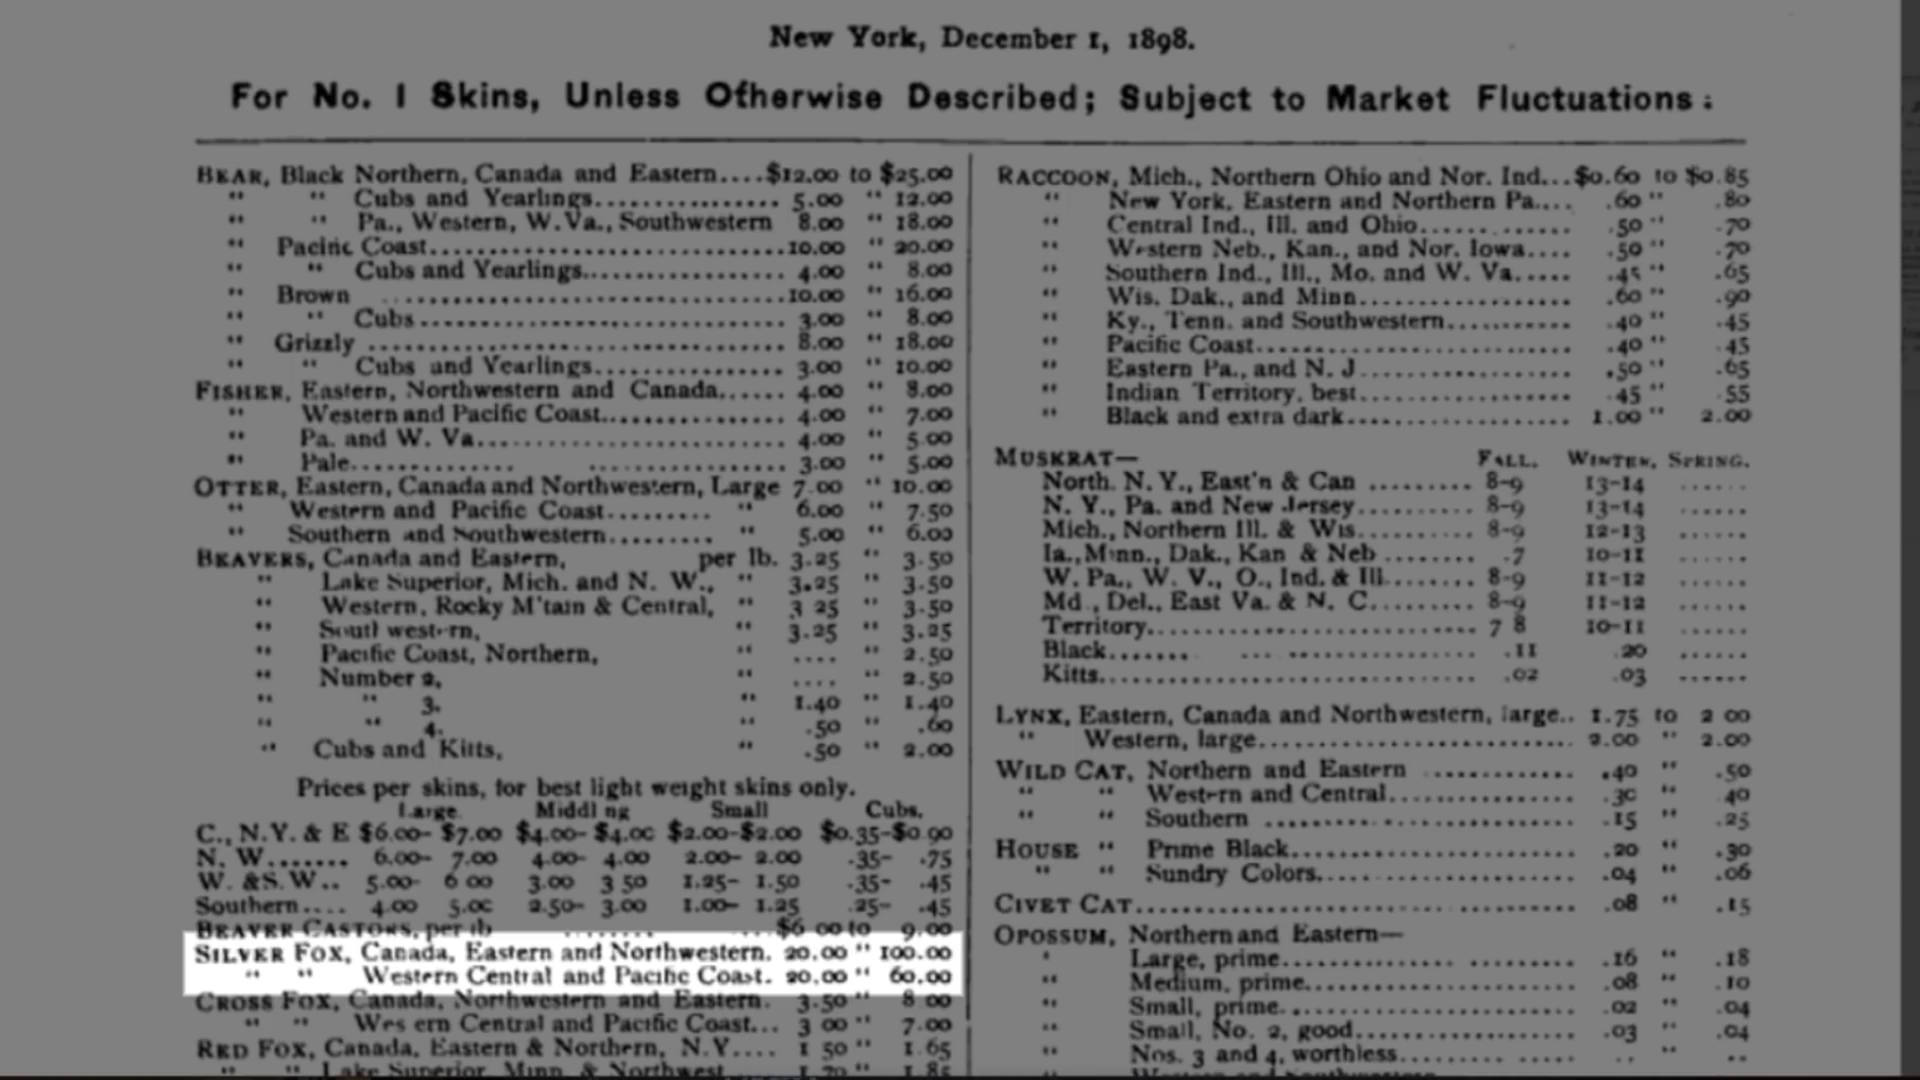 New York, December 1, 1898.
For No. 1 Skins, Unless Otherwise Described; Subject to Market Fluctuations:
BEAR, Black Northern, Canada and Eastern....$12.00 to $25.00
" " Cubs and Yearlings................ 5.00 " 12.00
" " Pa., Western, W.Va., Southwestern 8.00 " 18.00
" Pacific Coast................................10.00 " 20.00
" " Cubs and Yearlings.................. 4.00 " 8.00
" Brown ....................................10.00 " 16.00
" " Cubs................................ 3.00 " 8.00
" Grizzly .................................... 8.00 " 18.00
" " Cubs and Yearlings................ 3.00 " 10.00
FISHER, Eastern, Northwestern and Canada...... 4.00 " 8.00
" Western and Pacific Coast............... 4.00 " 7.00
" Pa. and W. Va........................... 4.00 " 5.00
" Pale............. ................. 3.00 " 5.00
OTTER, Eastern, Canada and Northwestern, Large 7.00 " 10.00
" Western and Pacific Coast......... " 6.00 " 7.50
" Southern and Southwestern......... " 5.00 " 6.00
BEAVERS, Canada and Eastern, per lb. 3.25 " 3.50
" Lake Superior, Mich. and N. W., " 3.25 " 3.50
" Western, Rocky M'tain & Central, " 3 25 " 3.50
" Southwestern, " 3.25 " 3.25
" Pacific Coast, Northern, " .... " 2.50
" Number 2, " .... " 2.50
" " 3. " 1.40 " 1.40
" " 4. " .50 " .60
" Cubs and Kitts, " .50 " 2.00
Prices per skins, for best light weight skins only.
Large. Middling Small Cubs.
C., N.Y. & E $6.00- $7.00 $4.00- $4.00 $2.00-$2.00 $0.35-$0 90
N. W....... 6.00- 7.00 4.00- 4.00 2.00- 2.00 .35- .75
W. &S. W.. 5.00- 6 00 3.00 3 50 1.25- 1.50 .35- .45
Southern.... 4.00 5.00 2.50- 3.00 1.00- 1.25 .25- .45
BEAVER CASTORS, per lb ........ $6 00 to 9.00
SILVER FOX, Canada, Eastern and Northwestern. 20.00 " 100.00
" " Western Central and Pacific Coast. 20.00 " 60.00
CROSS FOX, Canada, Northwestern and Eastern. 3.50 " 8 00
" " Western Central and Pacific Coast... 3 00 " 7.00
RED FOX, Canada, Eastern & Northern, N.Y.... 1 50 " 1.65
" " Lake Superior, Minn. & Northwest... 1.70 " 1.85
RACCOON, Mich., Northern Ohio and Nor. Ind...$0.60 to $0.85
" New York, Eastern and Northern Pa.... .60 " .80
" Central Ind., Ill. and Ohio............. .50 " .70
" Western Neb., Kan., and Nor. Iowa.... .50 " .70
" Southern Ind., Ill., Mo. and W. Va..... .45 " .65
" Wis. Dak., and Minn.................. .60 " .90
" Ky., Tenn. and Southwestern.......... .40 " .45
" Pacific Coast........................... .40 " .45
" Eastern Pa., and N. J.................. .50 " .65
" Indian Territory, best................. .45 " .55
" Black and extra dark................... 1.00 " 2.00
MUSKRAT— FALL. WINTER. SPRING.
North. N. Y., East'n & Can ......... 8-9 13-14 ......
N. Y., Pa. and New Jersey.......... 8-9 13-14 ......
Mich., Northern Ill. & Wis.......... 8-9 12-13 ......
Ia., Minn., Dak., Kan & Neb ....... .7 10-11 ......
W. Pa., W. V., O., Ind. & Ill....... 8-9 11-12 ......
Md., Del., East Va. & N. C......... 8-9 11-12 ......
Territory............................. 7 8 10-11 ......
Black....... ................ .11 .20 ......
Kitts................................. .02 .03 ......
LYNX, Eastern, Canada and Northwestern, large.. 1.75 to 2 00
" Western, large........................... 2.00 " 2.00
WILD CAT, Northern and Eastern ............. .40 " .50
" " Western and Central................ .30 " 40
" " Southern .......................... .15 " .25
HOUSE " Prime Black........................ .20 " .30
" " Sundry Colors..................... .04 " .06
CIVET CAT..................................... .08 " .15
OPOSSUM, Northern and Eastern—
" Large, prime....................... .16 " .18
" Medium, prime..................... .08 " .10
" Small, prime........................ .02 " .04
" Small, No. 2, good.................. .03 " .04
" Nos. 3 and 4, worthless............. .. " ..